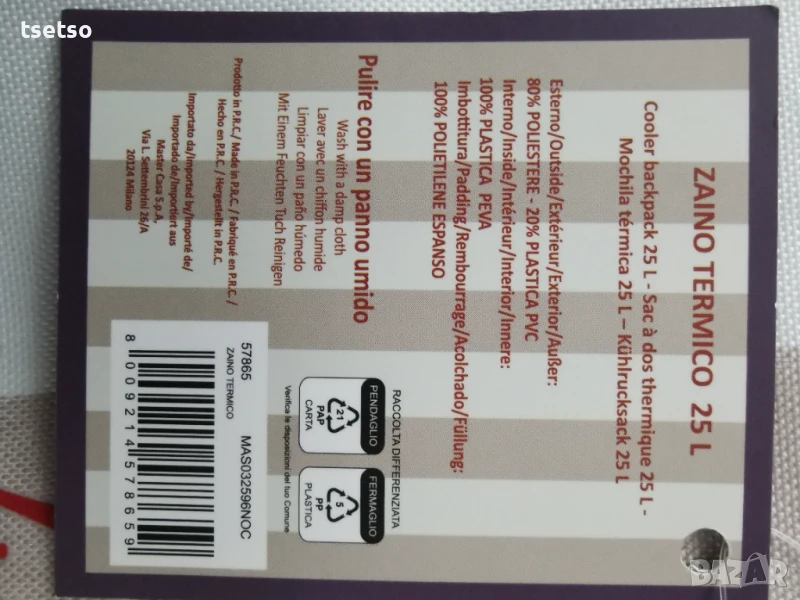 tsetso
ZAINO TERMICO 25 L
Cooler backpack 25 L - Sac à dos thermique 25 L -
Mochila térmica 25 L – Kühlrucksack 25 L
Esterno/Outside/Extérieur/Exterior/Außer:
80% POLIESTERE - 20% PLASTICA PVC
Interno/Inside/Intérieur/Interior/Innere:
100% PLASTICA PEVA
Imbottitura/Padding/Rembourrage/Acolchado/Füllung:
100% POLIETILENE ESPANSO
Pulire con un panno umido
Wash with a damp cloth
Laver avec un chiffon humide
Limpiar con un paño húmedo
Mit Einem Feuchten Tuch Reinigen
Prodotto in P.R.C./ Made in P.R.C. / Fabriqué en P.R.C. /
Hecho en P.R.C. / Hergestellt in P.R.C.
Importato da/Imported by/Importé de/
Importado de/Importiert aus
Master Casa S.p.A,
Via L. Settembrini 26/A
20124 Milano
RACCOLTA DIFFERENZIATA
PENDAGLIO
21
PAP
CARTA
FERMAGLIO
5
PP
PLASTICA
Verifica le disposizioni del tuo Comune
57865 MAS032596NOC
ZAINO TERMICO
8 009214 578659
BAZAR